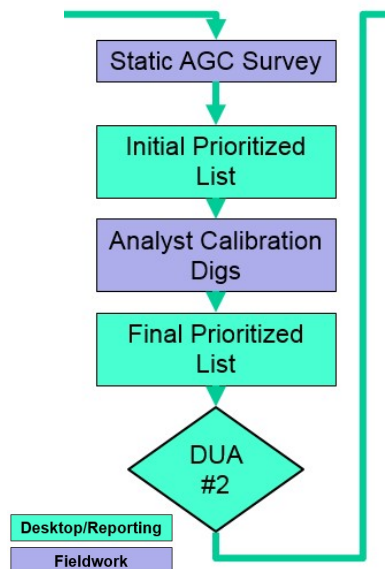 Static AGC Survey
Initial Prioritized
List
Analyst Calibration
Digs
Final Prioritized
List
DUA
#2
Desktop/Reporting
Fieldwork